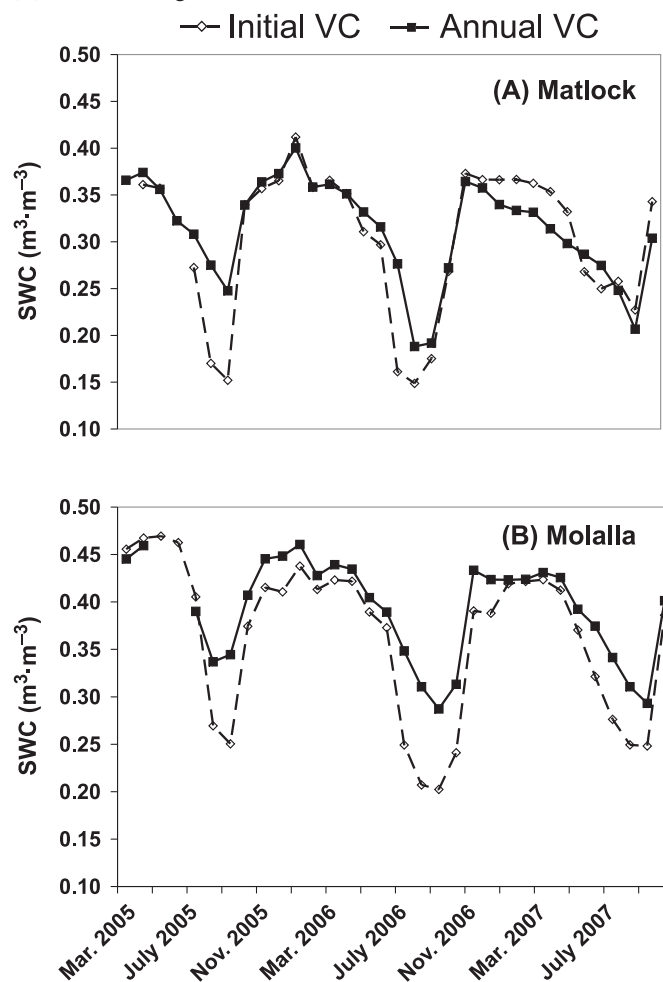 Initial VC Annual VC
(A) Matlock
SWC (m³·m⁻³)
0.50
0.45
0.40
0.35
0.30
0.25
0.20
0.15
0.10
(B) Molalla
SWC (m³·m⁻³)
0.50
0.45
0.40
0.35
0.30
0.25
0.20
0.15
0.10
Mar. 2005
July 2005
Nov. 2005
Mar. 2006
July 2006
Nov. 2006
Mar. 2007
July 2007